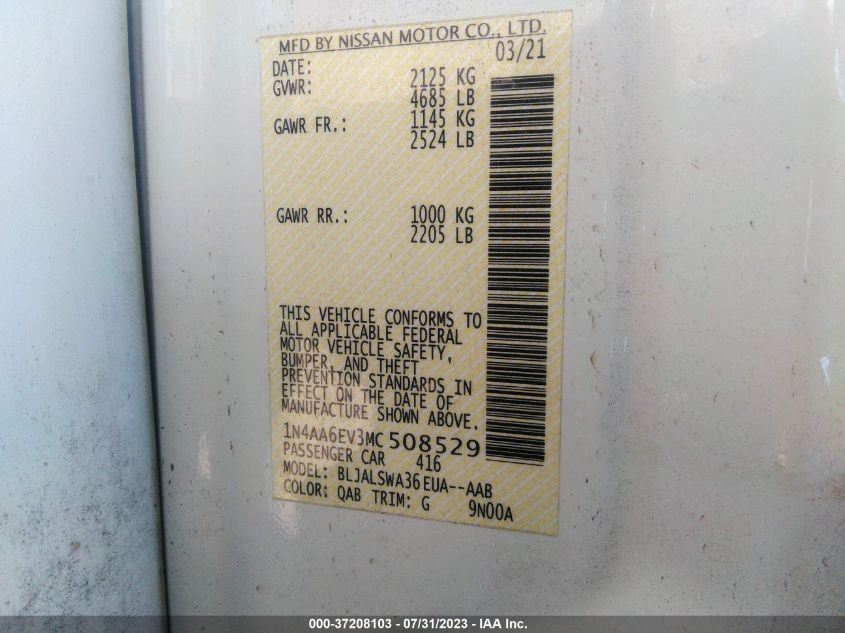 MFD BY NISSAN MOTOR CO., LTD.
DATE: 03/21
GVWR: 2125 KG
4685 LB
GAWR FR.: 1145 KG
2524 LB
GAWR RR.: 1000 KG
2205 LB
THIS VEHICLE CONFORMS TO
ALL APPLICABLE FEDERAL
MOTOR VEHICLE SAFETY,
BUMPER, AND THEFT
PREVENTION STANDARDS IN
EFFECT ON THE DATE OF
MANUFACTURE SHOWN ABOVE.
1N4AA6EV3MC508529
PASSENGER CAR 416
MODEL: BLJALSWA36EUA--AAB
COLOR: QAB TRIM: G 9N00A
000-37208103 - 07/31/2023 - IAA Inc.